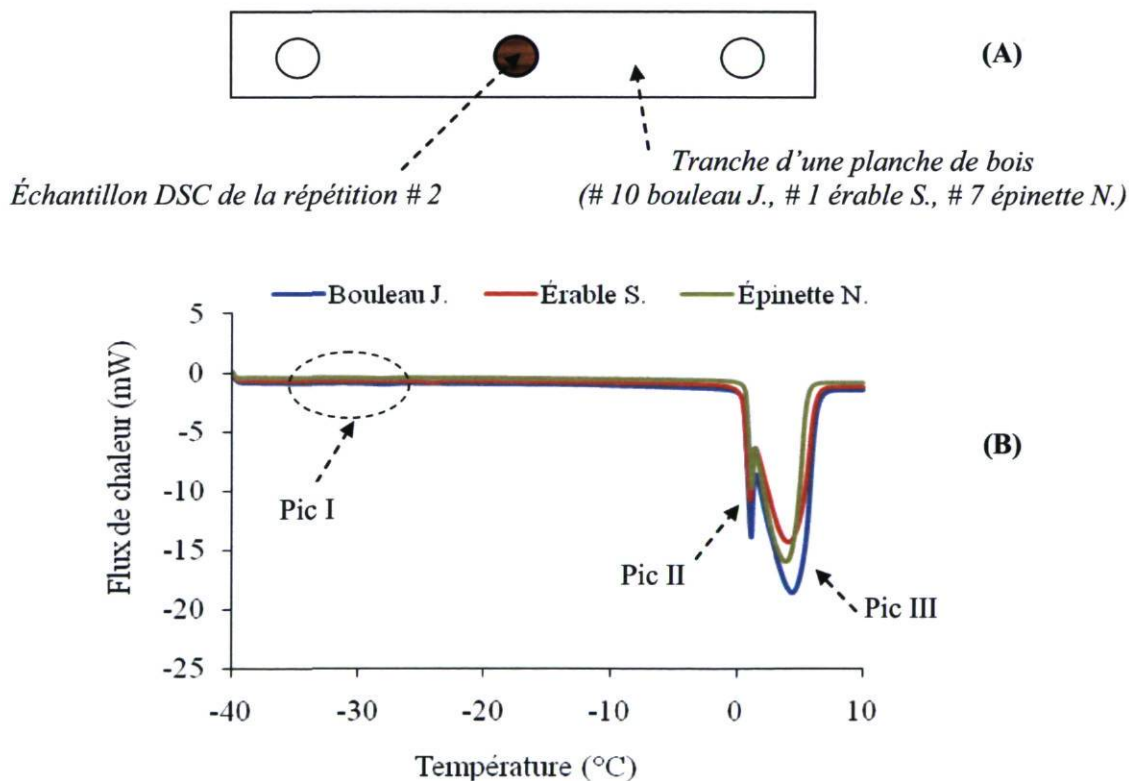 (A)
Échantillon DSC de la répétition # 2
Tranche d'une planche de bois
(# 10 bouleau J., # 1 érable S., # 7 épinette N.)
Bouleau J. Érable S. Épinette N.
Flux de chaleur (mW)
5
0
-5
-10
-15
-20
-25
Pic I
Pic II
Pic III
(B)
-40 -30 -20 -10 0 10
Température (°C)